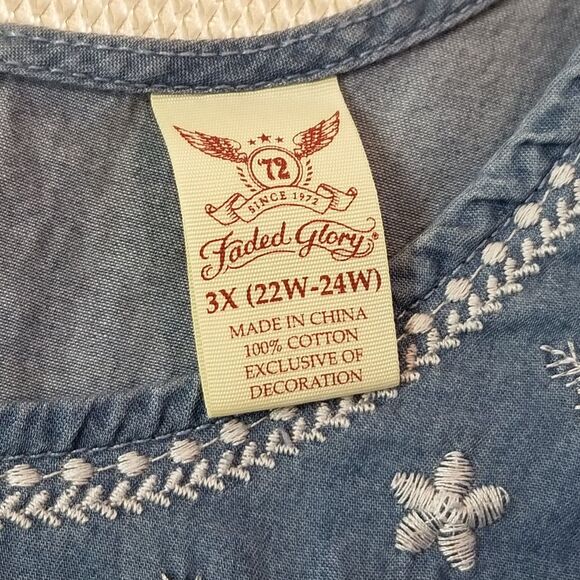 '72
SINCE 1972
Faded Glory®
3X (22W-24W)
MADE IN CHINA
100% COTTON
EXCLUSIVE OF
DECORATION